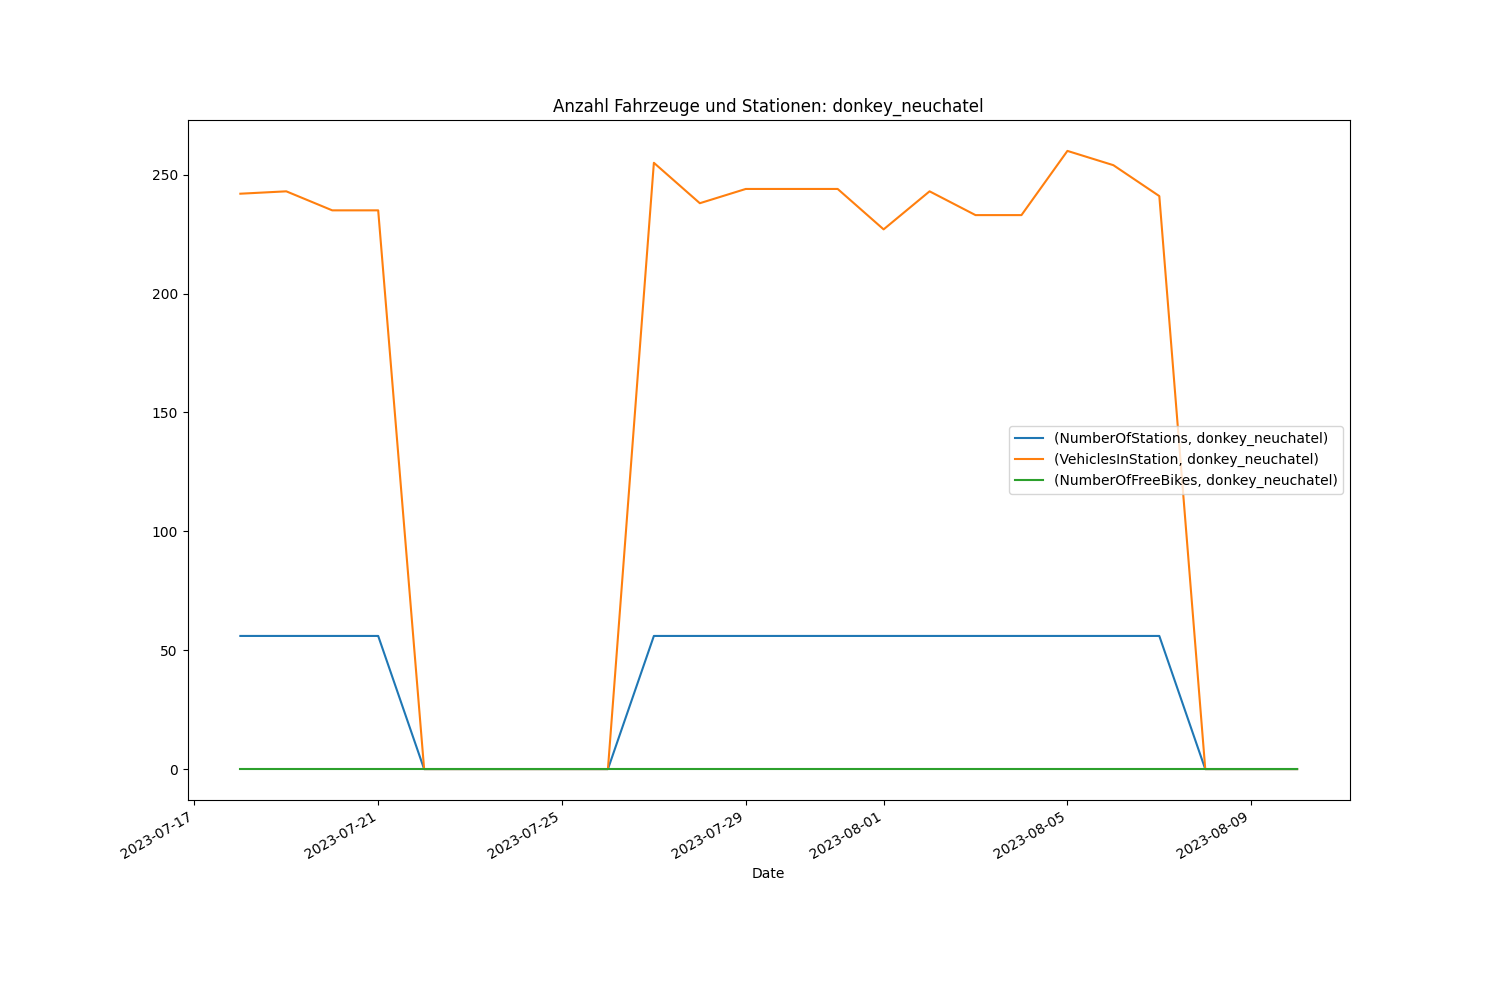 Anzahl Fahrzeuge und Stationen: donkey_neuchatel
250
200
150
100
50
0
(NumberOfStations, donkey_neuchatel)
(VehiclesInStation, donkey_neuchatel)
(NumberOfFreeBikes, donkey_neuchatel)
2023-07-17
2023-07-21
2023-07-25
2023-07-29
2023-08-01
2023-08-05
2023-08-09
Date